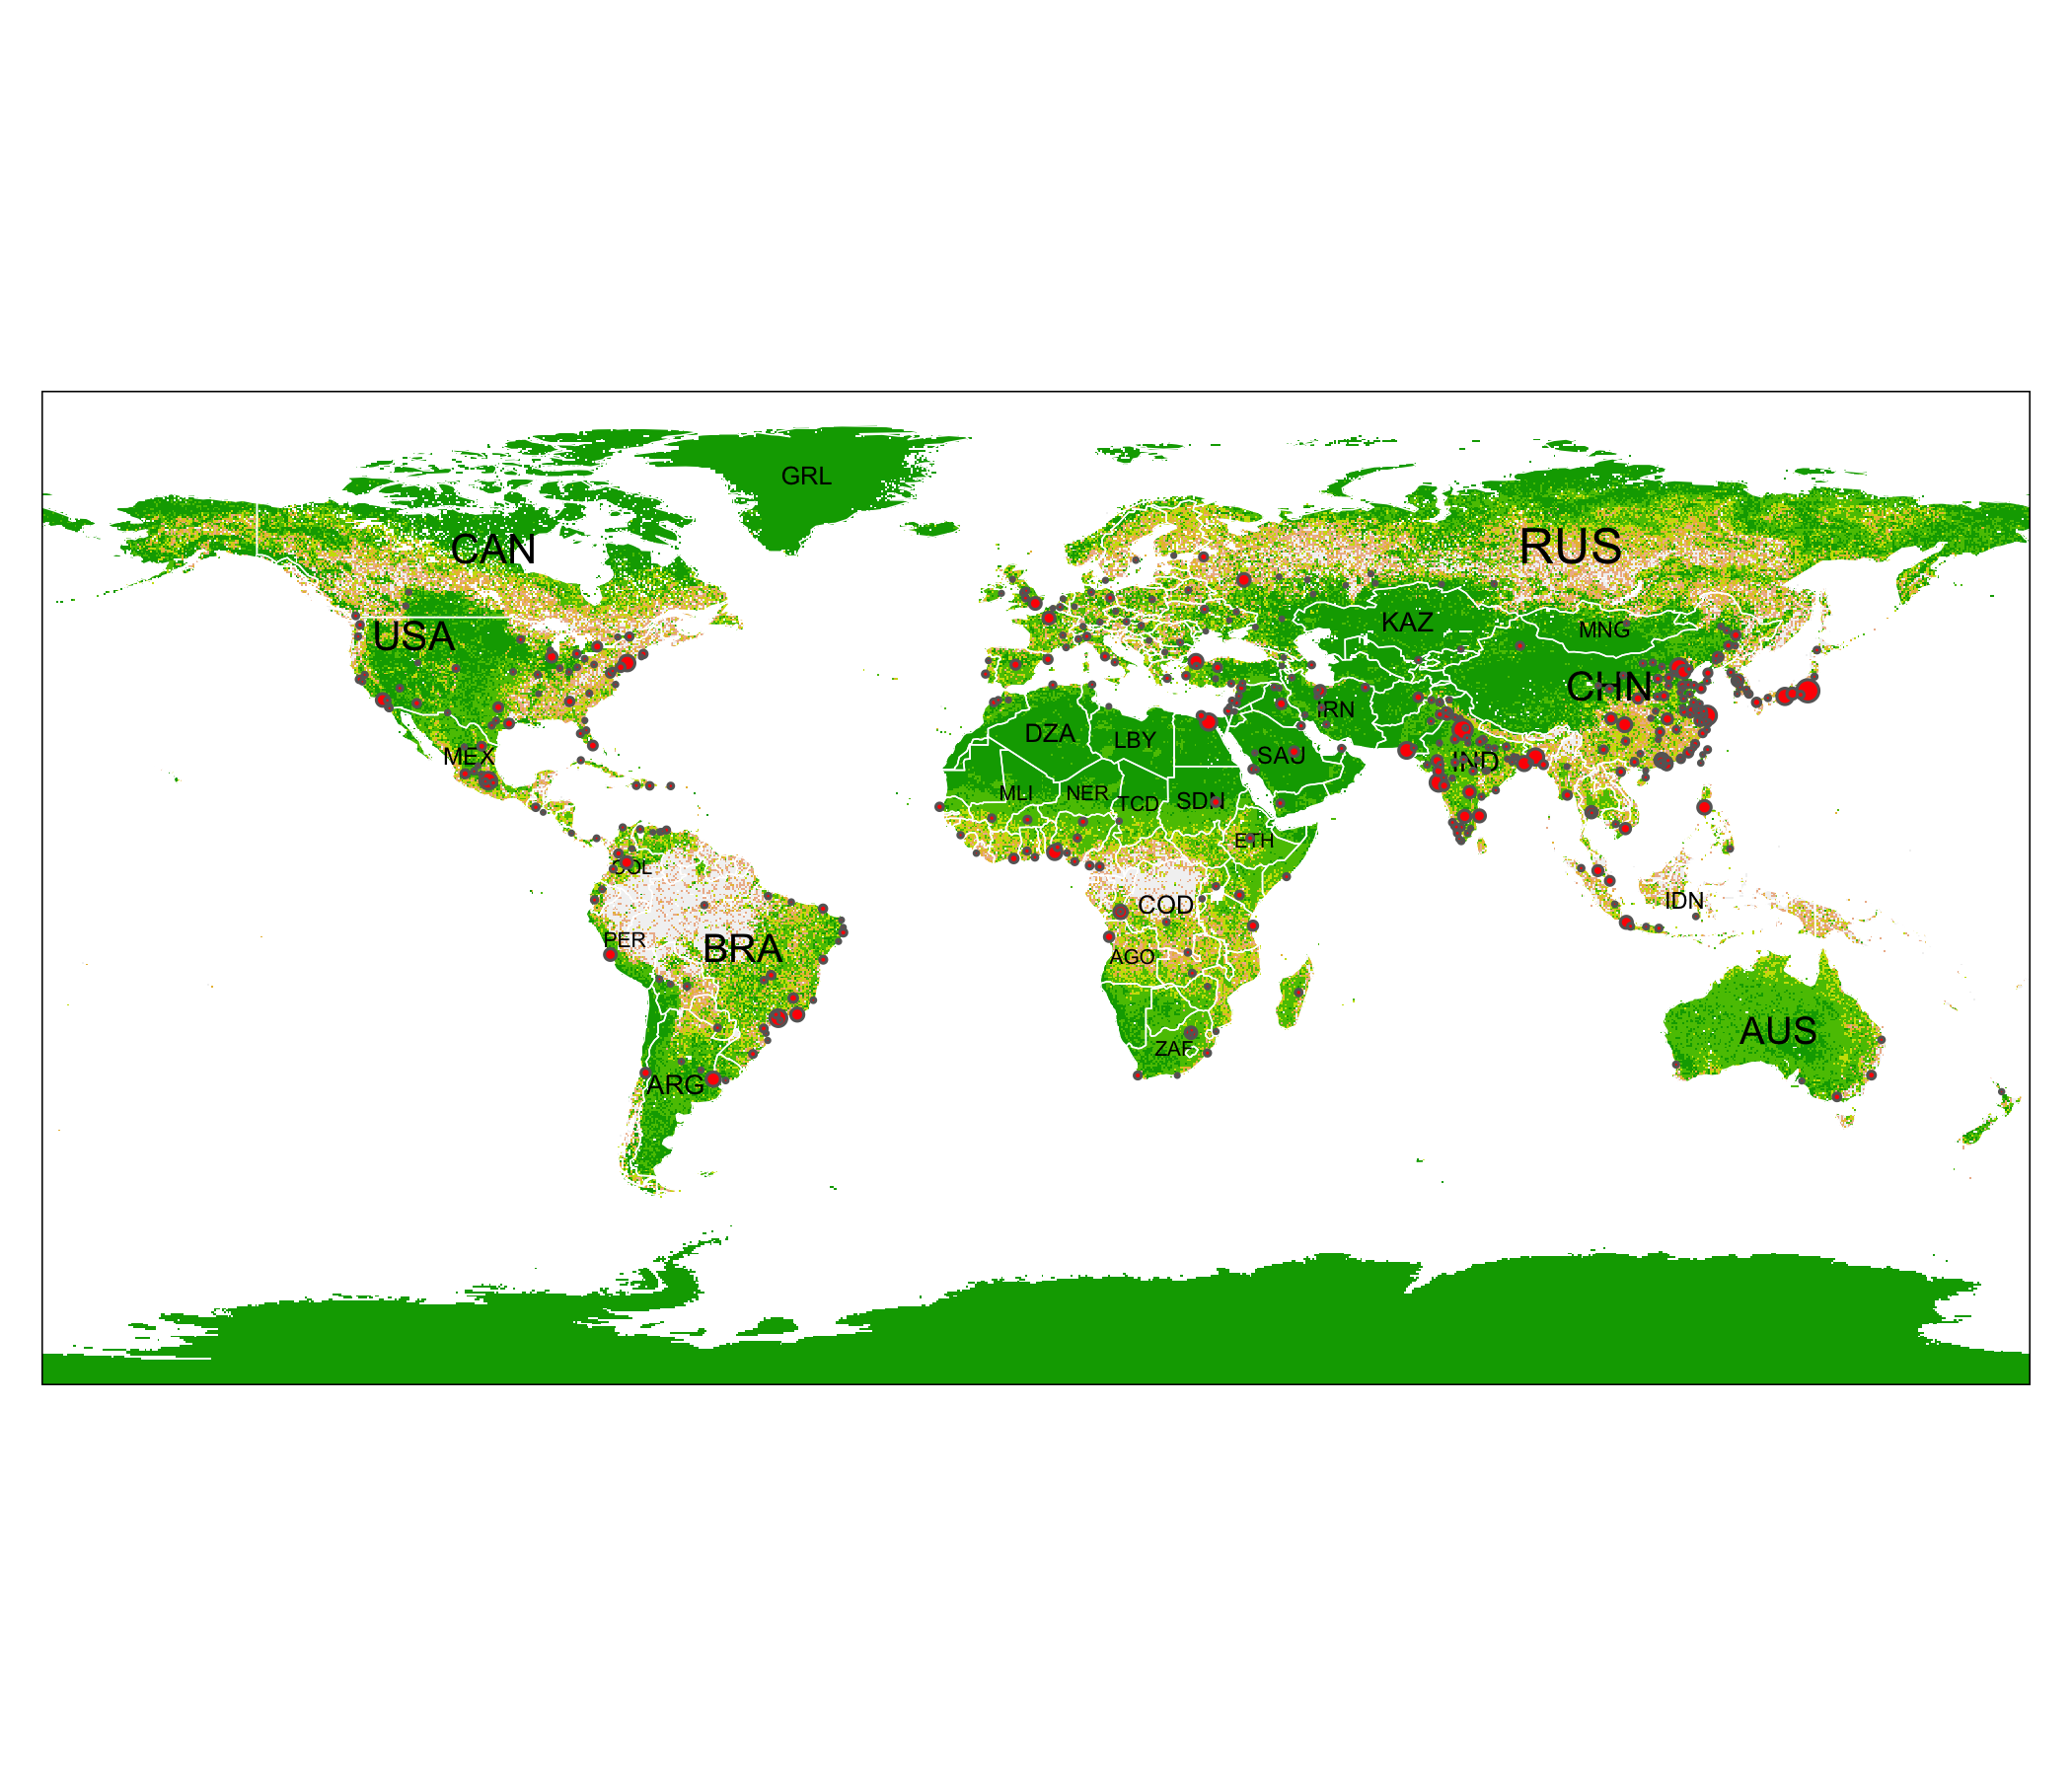 GRL
CAN
RUS
USA
KAZ
MNG
CHN
IRN
DZA
LBY
SAJ
IND
MEX
MLI
NER
TCD
SDN
ETH
COL
COD
IDN
PER
BRA
AGO
AUS
ZAF
ARG